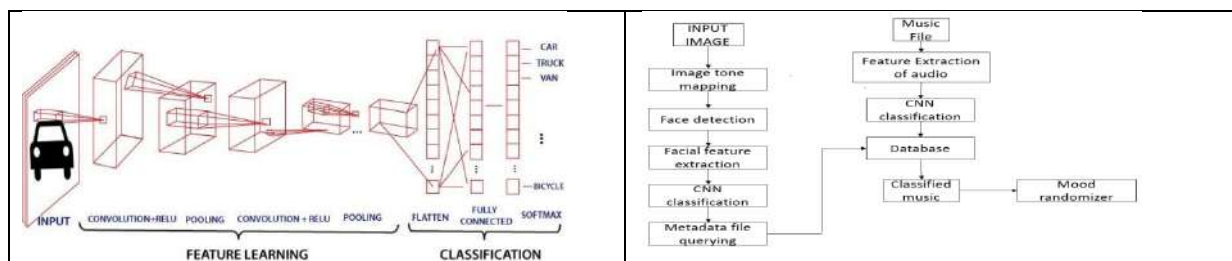 CAR
TRUCK
VAN
BICYCLE
INPUT
CONVOLUTION+RELU
POOLING
CONVOLUTION + RELU
POOLING
FLATTEN
FULLY
CONNECTED
SOFTMAX
FEATURE LEARNING
CLASSIFICATION
INPUT
IMAGE
Image tone
mapping
Face detection
Facial feature
extraction
CNN
classification
Metadata file
querying
Music
File
Feature Extraction
of audio
CNN
classification
Database
Classified
music
Mood
randomizer